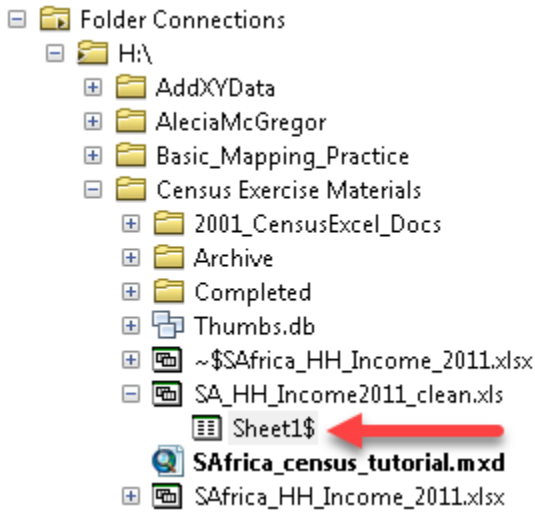 Folder Connections
H:\
AddXYData
AleciaMcGregor
Basic_Mapping_Practice
Census Exercise Materials
2001_CensusExcel_Docs
Archive
Completed
Thumbs.db
~$SAfrica_HH_Income_2011.xlsx
SA_HH_Income2011_clean.xls
Sheet1$
SAfrica_census_tutorial.mxd
SAfrica_HH_Income_2011.xlsx